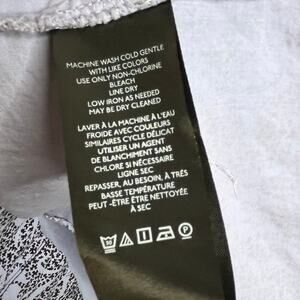 MACHINE WASH COLD GENTLE
WITH LIKE COLORS
USE ONLY NON-CHLORINE
BLEACH
LINE DRY
LOW IRON AS NEEDED
MAY BE DRY CLEANED
LAVER À LA MACHINE À L'EAU
FROIDE AVEC COULEURS
SIMILAIRES CYCLE DÉLICAT
UTILISER UN AGENT
DE BLANCHIMENT SANS
CHLORE SI NÉCESSAIRE
LIGNE SEC
REPASSER, AU BESOIN, À TRÈS
BASSE TEMPÉRATURE
PEUT -ÊTRE ÊTRE NETTOYÉE
À SEC
30 P